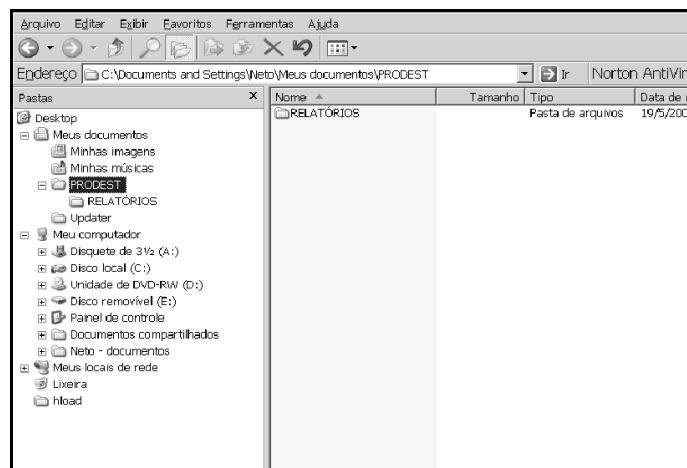 Arquivo Editar Exibir Favoritos Ferramentas Ajuda
Endereço C:\Documents and Settings\Neto\Meus documentos\PRODEST Ir Norton AntiVir
Pastas x
Desktop
Meus documentos
Minhas imagens
Minhas músicas
PRODEST
RELATÓRIOS
Updater
Meu computador
Disquete de 3½ (A:)
Disco local (C:)
Unidade de DVD-RW (D:)
Disco removível (E:)
Painel de controle
Documentos compartilhados
Neto - documentos
Meus locais de rede
Lixeira
hload
Nome Tamanho Tipo Data de
RELATÓRIOS Pasta de arquivos 19/5/200